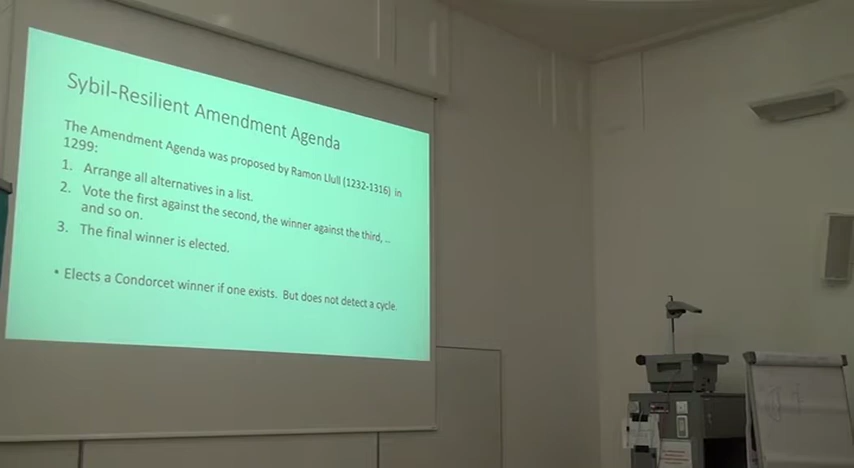 Sybil-Resilient Amendment Agenda
The Amendment Agenda was proposed by Ramon Llull (1232-1316) in
1299:
1. Arrange all alternatives in a list.
2. Vote the first against the second, the winner against the third, ...
and so on.
3. The final winner is elected.
• Elects a Condorcet winner if one exists. But does not detect a cycle.